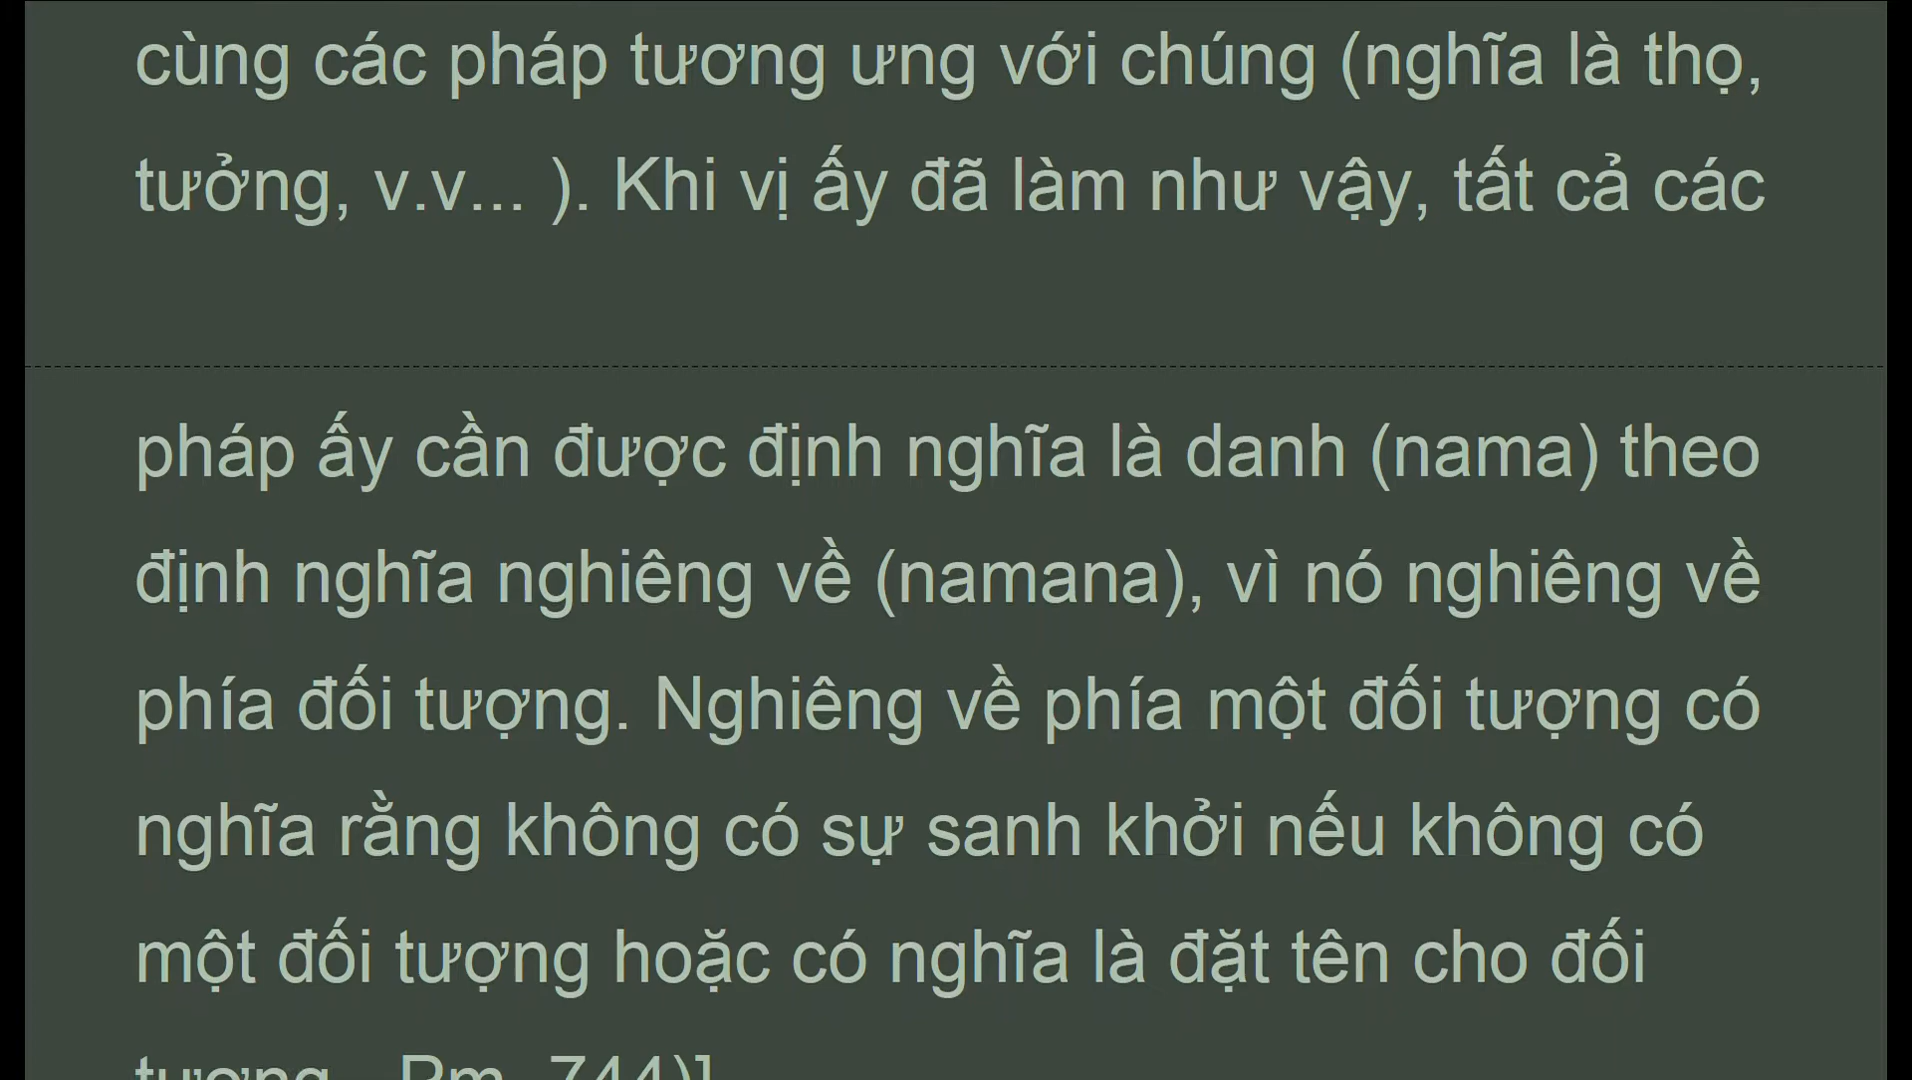 cùng các pháp tương ưng với chúng (nghĩa là thọ,
tưởng, v.v... ). Khi vị ấy đã làm như vậy, tất cả các
pháp ấy cần được định nghĩa là danh (nama) theo
định nghĩa nghiêng về (namana), vì nó nghiêng về
phía đối tượng. Nghiêng về phía một đối tượng có
nghĩa rằng không có sự sanh khởi nếu không có
một đối tượng hoặc có nghĩa là đặt tên cho đối
tượng - Pm. 744)]